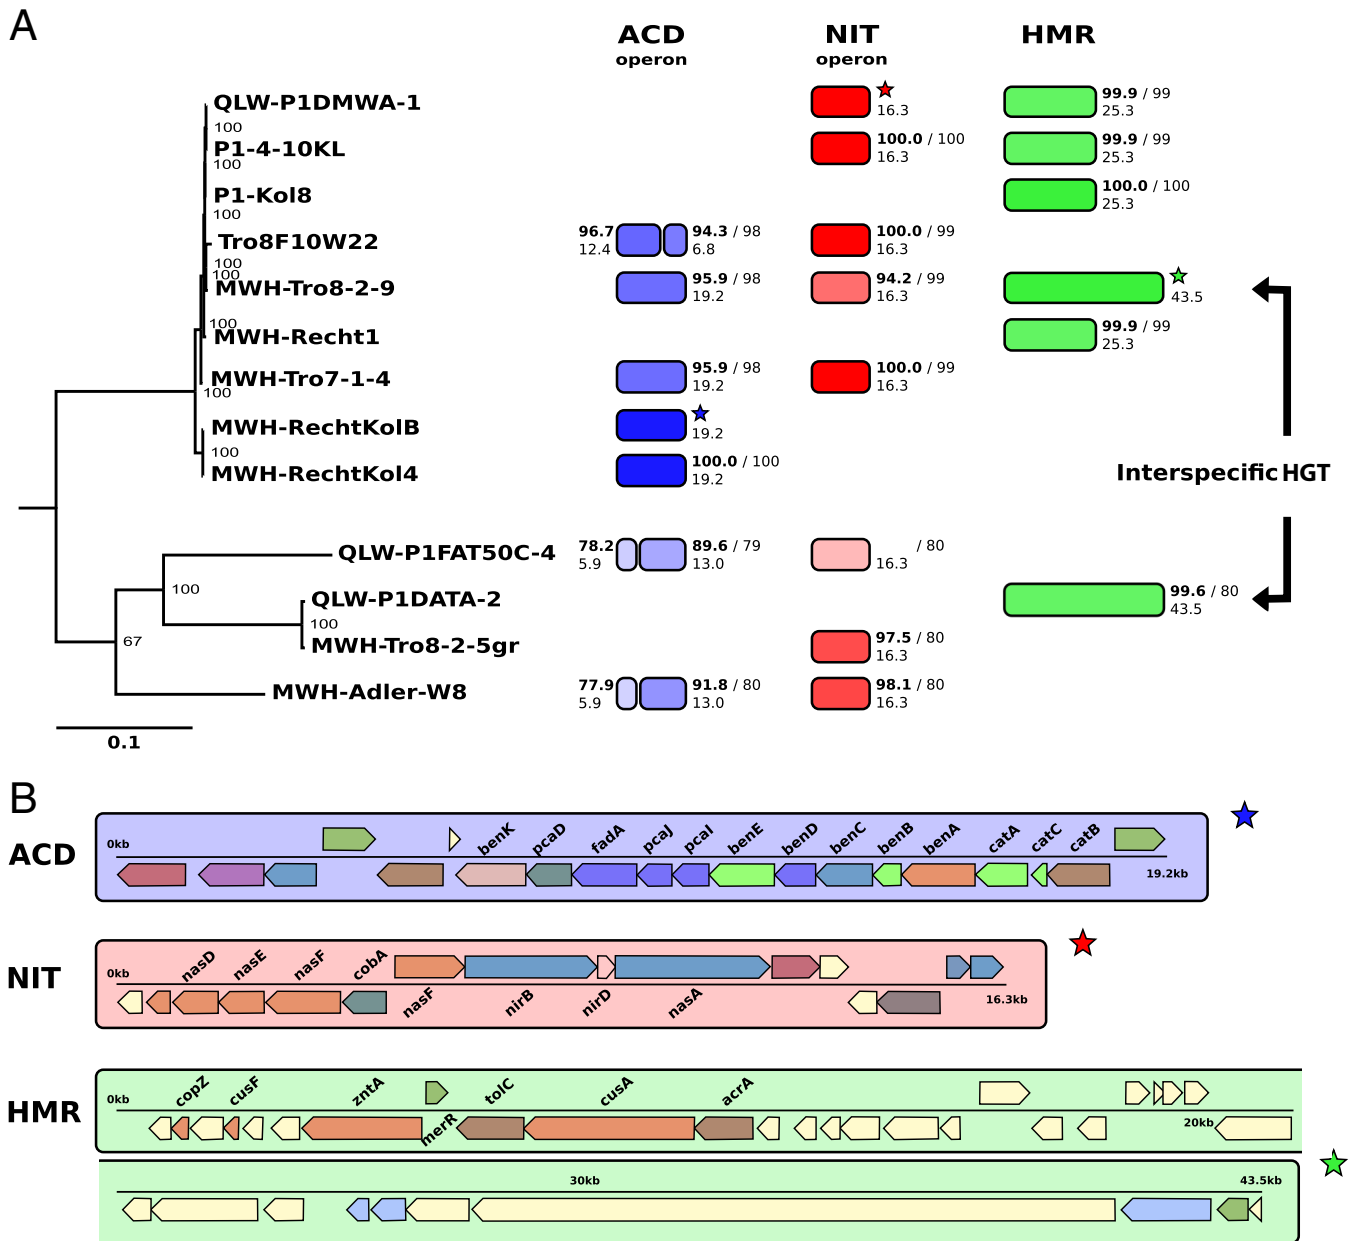 A
ACD NIT HMR
operon operon
QLW-P1DMWA-1 16.3 99.9 / 99
25.3
100
P1-4-10KL 100.0 / 100 99.9 / 99
100 16.3 25.3
P1-Kol8 100.0 / 100
25.3
100
Tro8F10W22 96.7 94.3 / 98 100.0 / 99
12.4 6.8 16.3
100
100
MWH-Tro8-2-9 95.9 / 98 94.2 / 99 43.5
19.2 16.3
100
MWH-Recht1 99.9 / 99
25.3
MWH-Tro7-1-4 95.9 / 98 100.0 / 99
100 19.2 16.3
MWH-RechtKolB 19.2
100
MWH-RechtKol4 100.0 / 100
19.2
Interspecific HGT
QLW-P1FAT50C-4 78.2 89.6 / 79 / 80
5.9 13.0 16.3
100
QLW-P1DATA-2 99.6 / 80
43.5
100
67
MWH-Tro8-2-5gr 97.5 / 80
16.3
MWH-Adler-W8 77.9 91.8 / 80 98.1 / 80
5.9 13.0 16.3
0.1
B
ACD
0kb benK pcaD fadA pcaJ pcaI benE benD benC benB benA catA catC catB
19.2kb
NIT
0kb nasD nasE nasF cobA
nasF nirB nirD nasA 16.3kb
HMR
0kb copZ cusF zntA tolC cusA acrA
merR 20kb
30kb 43.5kb